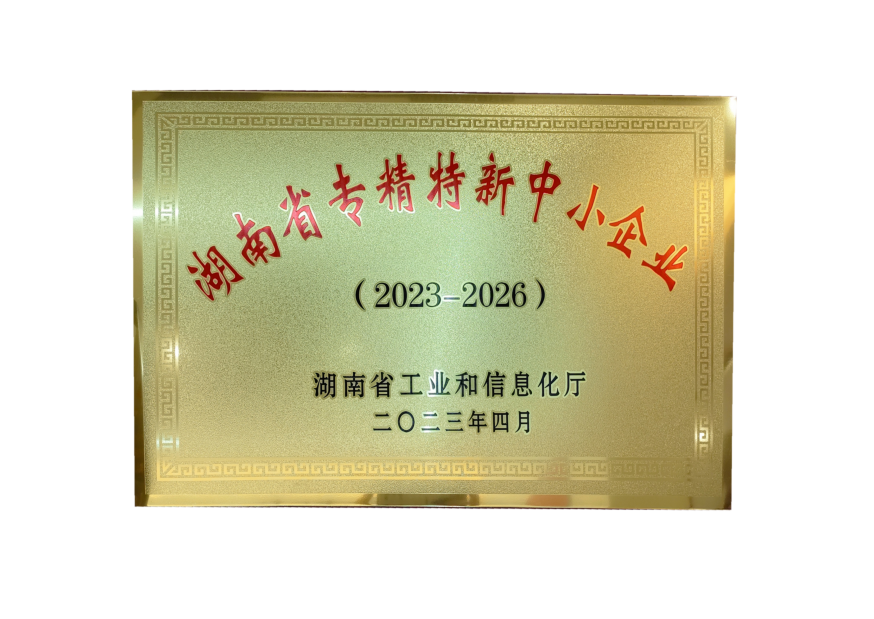 湖南省专精特新中小企业
（2023-2026）
湖南省工业和信息化厅
二〇二三年四月